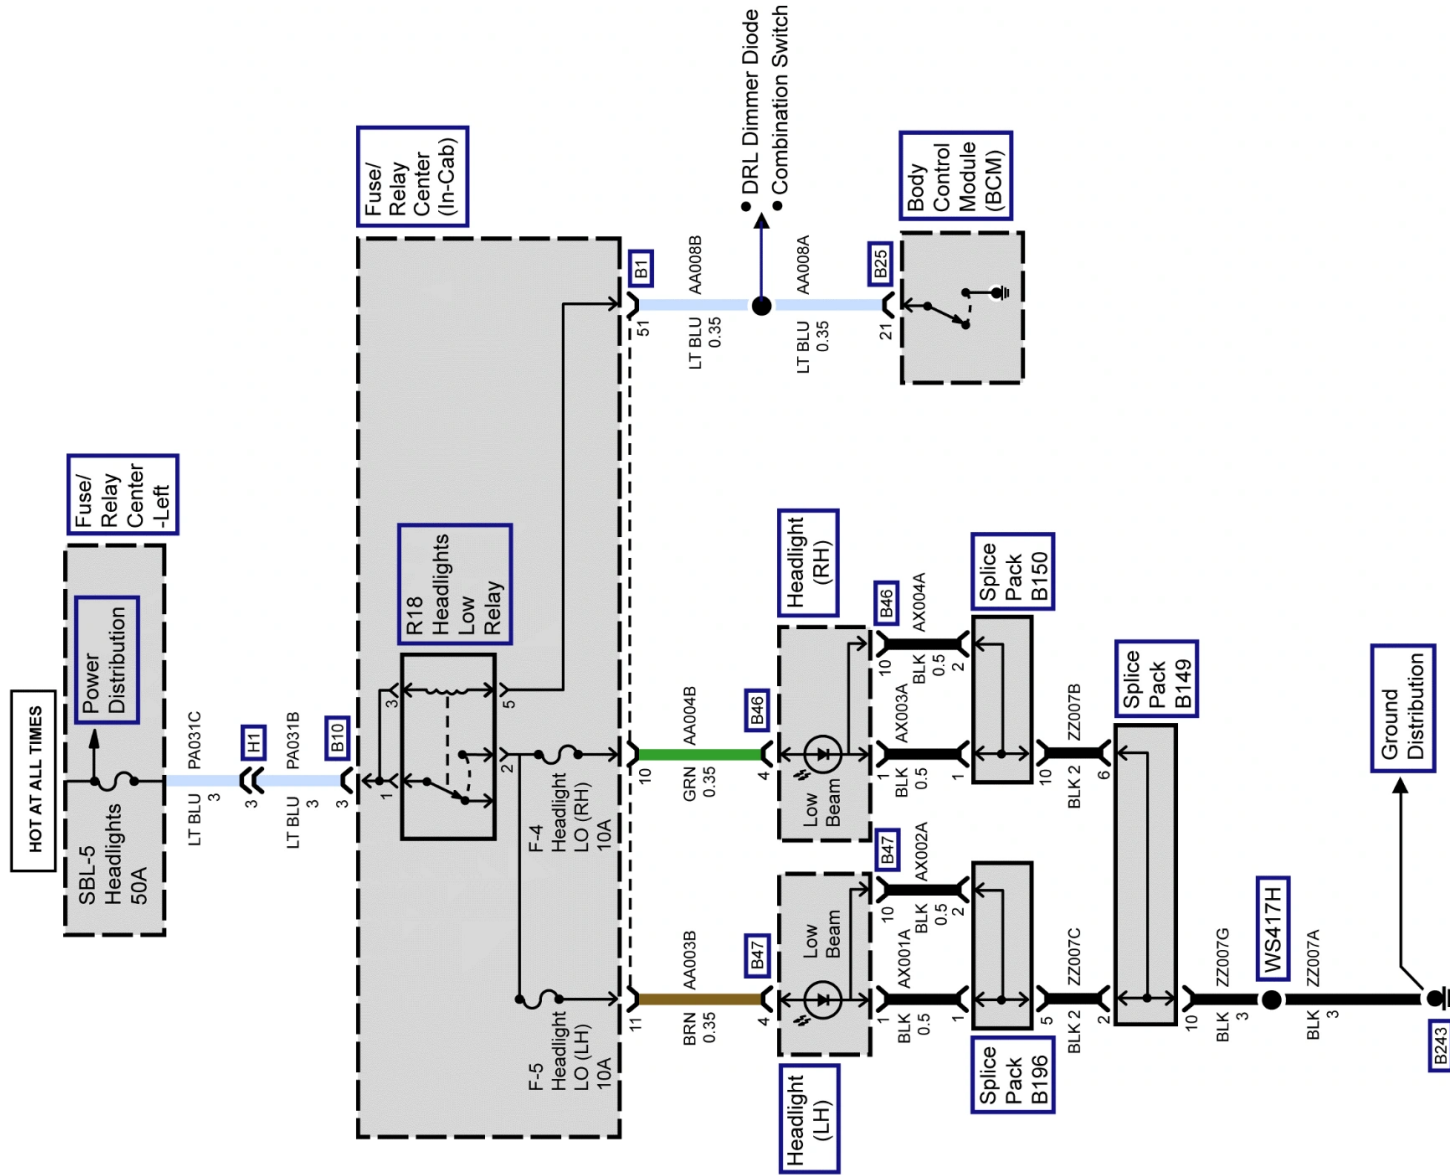 HOT AT ALL TIMES
SBL-5
Headlights
50A
Power
Distribution
Fuse/
Relay
Center
-Left
LT BLU
3
PA031C
3
H1
LT BLU
3
PA031B
3
B10
Fuse/
Relay
Center
(In-Cab)
1
3
R18
Headlights
Low
Relay
2
5
F-5
Headlight
LO (LH)
10A
F-4
Headlight
LO (RH)
10A
11
10
51
B1
BRN
0.35
AA003B
GRN
0.35
AA004B
LT BLU
0.35
AA008B
• DRL Dimmer Diode
• Combination Switch
LT BLU
0.35
AA008A
4
B47
4
B46
21
B25
Body
Control
Module
(BCM)
Headlight
(LH)
Low
Beam
Low
Beam
Headlight
(RH)
1
10
B47
1
10
B46
BLK
0.5
AX001A
BLK
0.5
AX002A
BLK
0.5
AX003A
BLK
0.5
AX004A
1
2
1
2
Splice
Pack
B196
Splice
Pack
B150
5
10
BLK 2
ZZ007C
BLK 2
ZZ007B
2
6
Splice
Pack
B149
10
BLK
3
ZZ007G
WS417H
BLK
3
ZZ007A
Ground
Distribution
B243